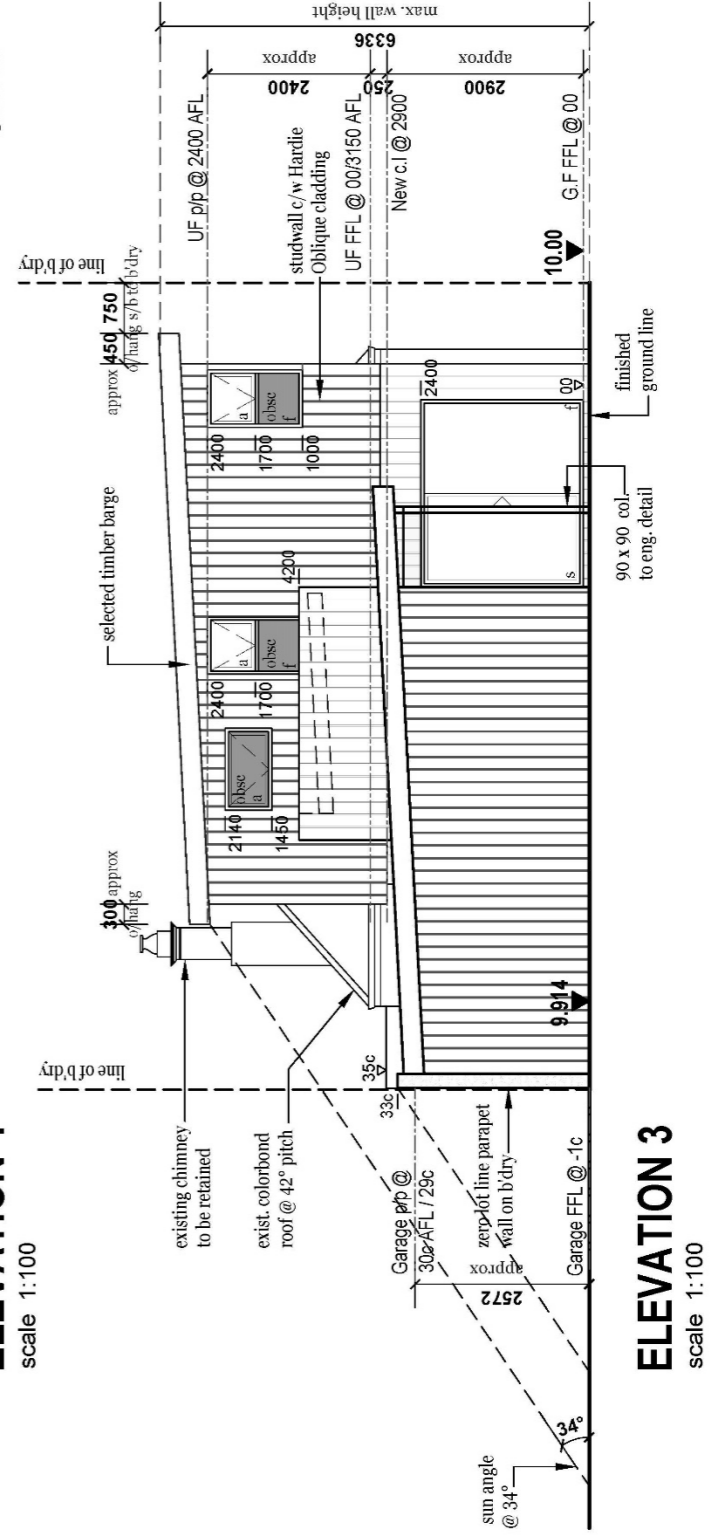 scale 1:100
line of b'dry
existing chimney
to be retained
exist. colorbond
roof @ 42° pitch
33c
35c
Garage p/p @
30c AFL / 29c
zero lot line parapet
wall on b'dry
Garage FFL @ -1c
2572
approx
sun angle
@ 34°
34°
9.914
300 approx
o/hang
selected timber barge
2140
1450
obsc
a
2400
1700
a
obsc
f
4200
2400
1700
1000
a
obsc
f
approx 450 750
o/hang s/b to b'dry
line of b'dry
UF p/p @ 2400 AFL
studwall c/w Hardie
Oblique cladding
UF FFL @ 00/3150 AFL
New c.l @ 2900
G.F FFL @ 00
10.00
2400
00
s
f
90 x 90 col.
to eng. detail
finished
ground line
2400
approx
250
2900
approx
6336
max. wall height
ELEVATION 3
scale 1:100